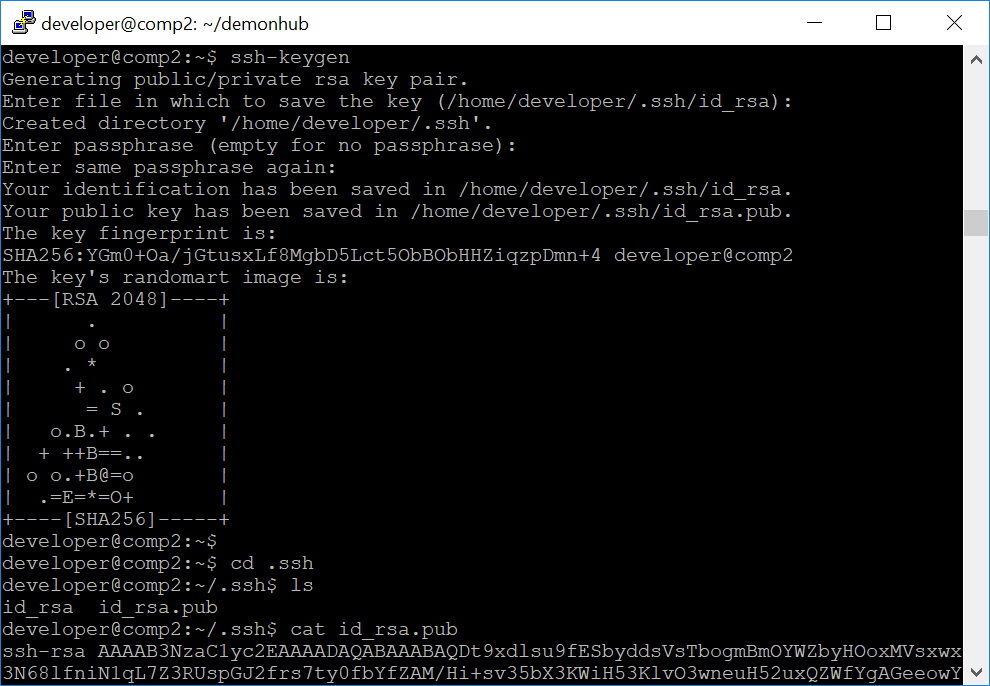 developer@comp2: ~/demonhub
developer@comp2:~$ ssh-keygen
Generating public/private rsa key pair.
Enter file in which to save the key (/home/developer/.ssh/id_rsa):
Created directory '/home/developer/.ssh'.
Enter passphrase (empty for no passphrase):
Enter same passphrase again:
Your identification has been saved in /home/developer/.ssh/id_rsa.
Your public key has been saved in /home/developer/.ssh/id_rsa.pub.
The key fingerprint is:
SHA256:YGm0+Oa/jGtusxLf8MgbD5Lct5ObBObHHZiqzpDmn+4 developer@comp2
The key's randomart image is:
+---[RSA 2048]----+
|      .          |
|     o o         |
|    . *          |
|     + . o       |
|      = S .      |
|   o.B.+ . .     |
|  + ++B==..      |
| o o.+B@=o       |
|  .=E=*=O+       |
+----[SHA256]-----+
developer@comp2:~$
developer@comp2:~$ cd .ssh
developer@comp2:~/.ssh$ ls
id_rsa  id_rsa.pub
developer@comp2:~/.ssh$ cat id_rsa.pub
ssh-rsa AAAAB3NzaC1yc2EAAAADAQABAAABAQDt9xdlsu9fESbyddsVsTbogmBmOYWZbyHOoxMVsxwx
3N68lfniN1qL7Z3RUspGJ2frs7ty0fbYfZAM/Hi+sv35bX3KWiH53KlvO3wneuH52uxQZWfYgAGeeowY